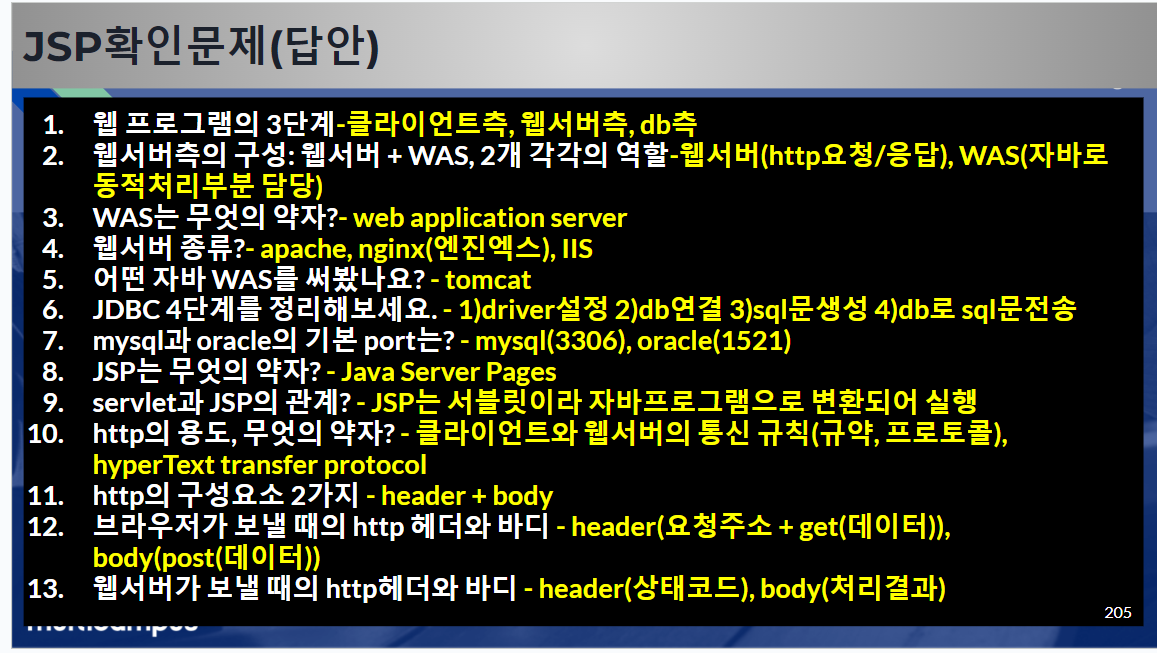 JSP확인문제(답안)
1. 웹 프로그램의 3단계-클라이언트측, 웹서버측, db측
2. 웹서버측의 구성: 웹서버 + WAS, 2개 각각의 역할-웹서버(http요청/응답), WAS(자바로
동적처리부분 담당)
3. WAS는 무엇의 약자?- web application server
4. 웹서버 종류?- apache, nginx(엔진엑스), IIS
5. 어떤 자바 WAS를 써봤나요? - tomcat
6. JDBC 4단계를 정리해보세요. - 1)driver설정 2)db연결 3)sql문생성 4)db로 sql문전송
7. mysql과 oracle의 기본 port는? - mysql(3306), oracle(1521)
8. JSP는 무엇의 약자? - Java Server Pages
9. servlet과 JSP의 관계? - JSP는 서블릿이라 자바프로그램으로 변환되어 실행
10. http의 용도, 무엇의 약자? - 클라이언트와 웹서버의 통신 규칙(규약, 프로토콜),
hyperText transfer protocol
11. http의 구성요소 2가지 - header + body
12. 브라우저가 보낼 때의 http 헤더와 바디 - header(요청주소 + get(데이터)),
body(post(데이터))
13. 웹서버가 보낼 때의 http헤더와 바디 - header(상태코드), body(처리결과)
205